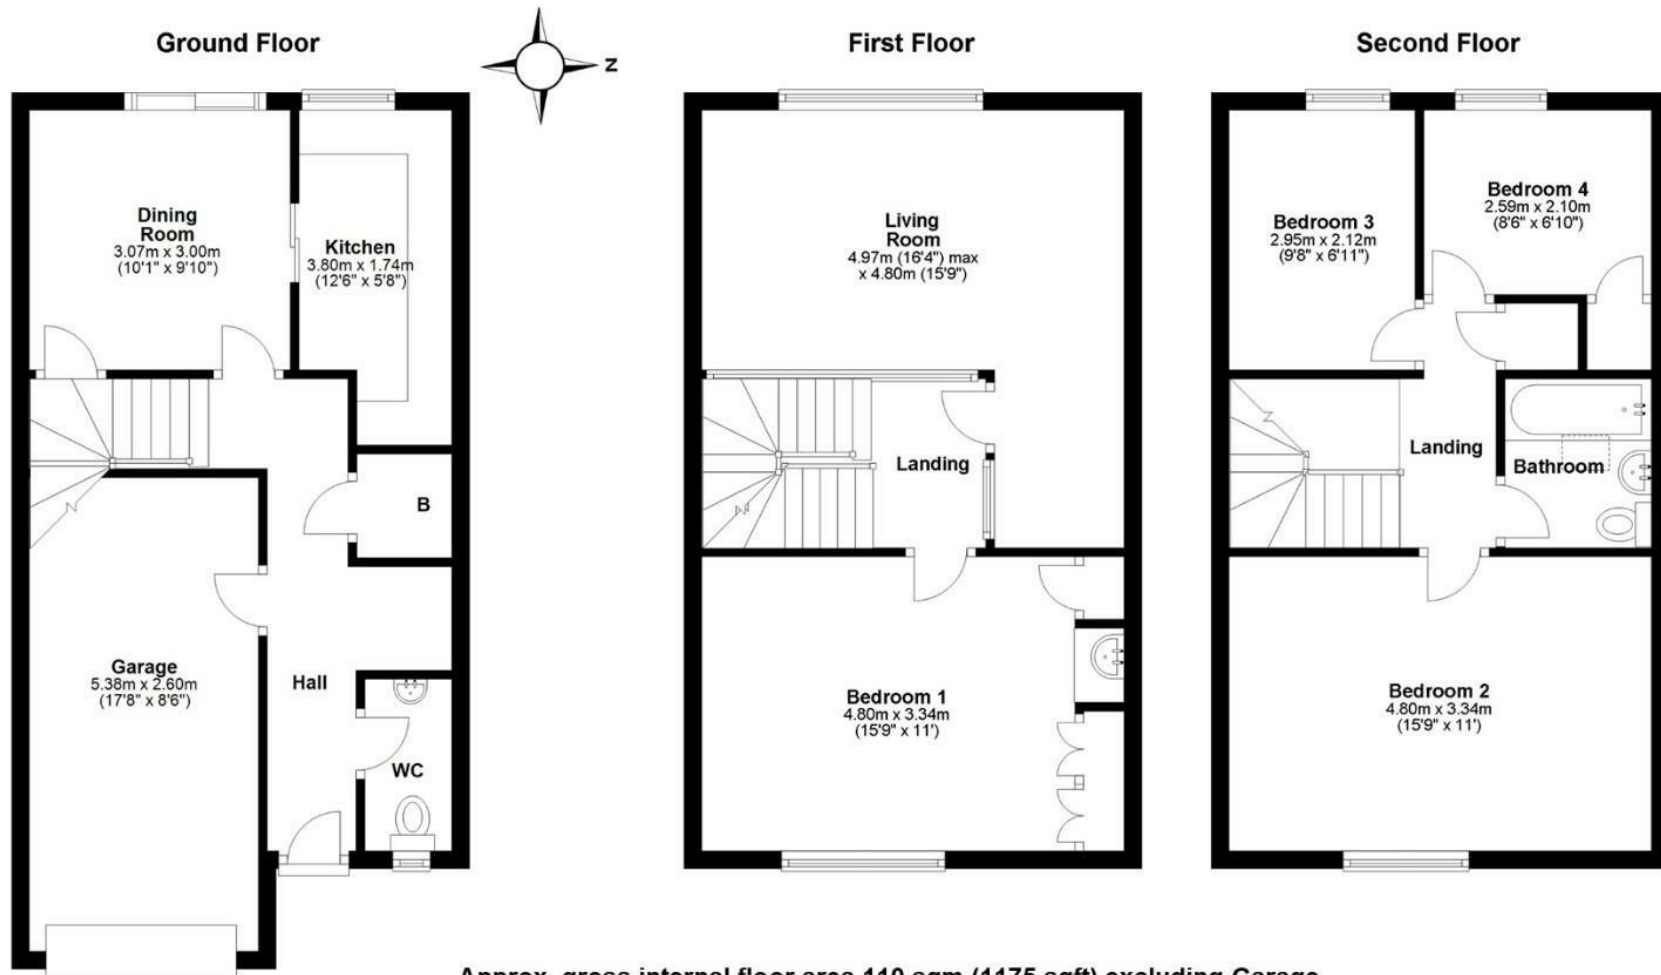 Ground Floor
First Floor
Second Floor
N
Dining
Room
3.07m x 3.00m
(10'1" x 9'10")
Kitchen
3.80m x 1.74m
(12'6" x 5'8")
B
Garage
5.38m x 2.60m
(17'8" x 8'6")
Hall
WC
Living
Room
4.97m (16'4") max
x 4.80m (15'9")
Landing
Bedroom 1
4.80m x 3.34m
(15'9" x 11')
Bedroom 3
2.95m x 2.12m
(9'8" x 6'11")
Bedroom 4
2.59m x 2.10m
(8'6" x 6'10")
Landing
Bathroom
Bedroom 2
4.80m x 3.34m
(15'9" x 11')
Approx. gross internal floor area 110 sqm (1175 sqft) excluding Garage